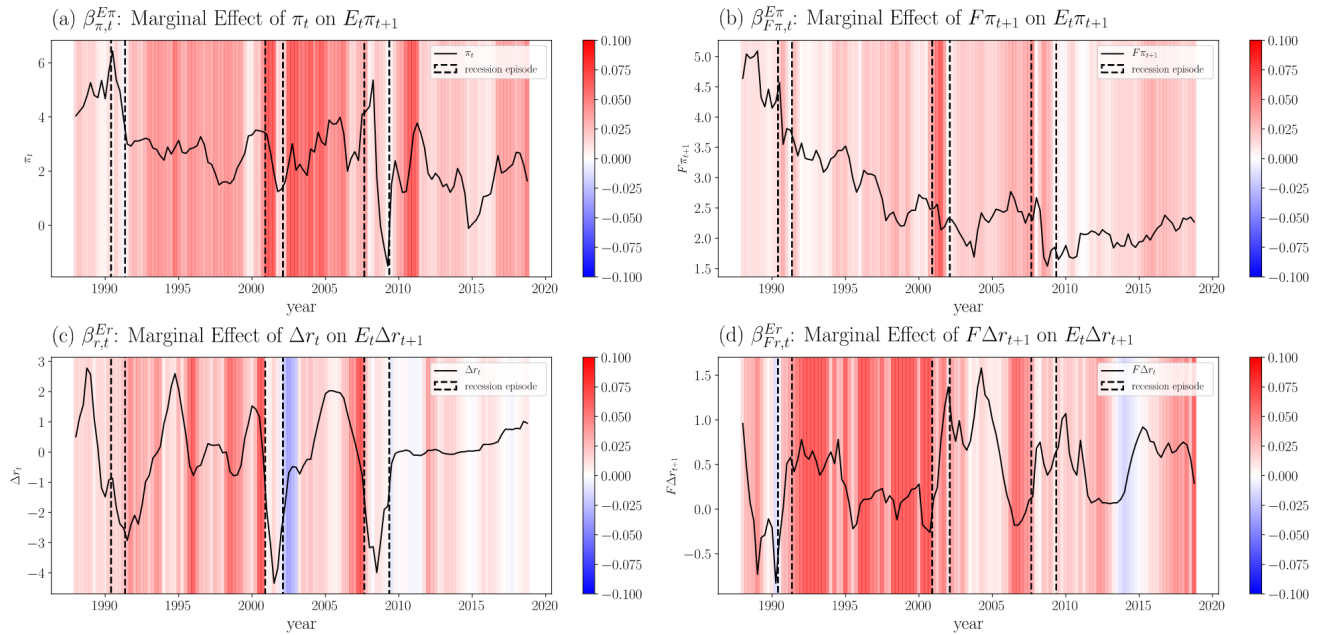 (a) β^{Eπ}_{π,t}: Marginal Effect of π_t on E_tπ_{t+1}
6
4
2
0
π_t
π_t
recession episode
1990 1995 2000 2005 2010 2015 2020
year
0.100
0.075
0.050
0.025
0.000
−0.025
−0.050
−0.075
−0.100
(b) β^{Eπ}_{Fπ,t}: Marginal Effect of Fπ_{t+1} on E_tπ_{t+1}
5.0
4.5
4.0
3.5
3.0
2.5
2.0
1.5
Fπ_{t+1}
Fπ_{t+1}
recession episode
1990 1995 2000 2005 2010 2015 2020
year
0.100
0.075
0.050
0.025
0.000
−0.025
−0.050
−0.075
−0.100
(c) β^{Er}_{r,t}: Marginal Effect of Δr_t on E_tΔr_{t+1}
3
2
1
0
−1
−2
−3
−4
Δr_t
Δr_t
recession episode
1990 1995 2000 2005 2010 2015 2020
year
0.100
0.075
0.050
0.025
0.000
−0.025
−0.050
−0.075
−0.100
(d) β^{Er}_{Fr,t}: Marginal Effect of FΔr_{t+1} on E_tΔr_{t+1}
1.5
1.0
0.5
0.0
−0.5
FΔr_{t+1}
FΔr_t
recession episode
1990 1995 2000 2005 2010 2015 2020
year
0.100
0.075
0.050
0.025
0.000
−0.025
−0.050
−0.075
−0.100